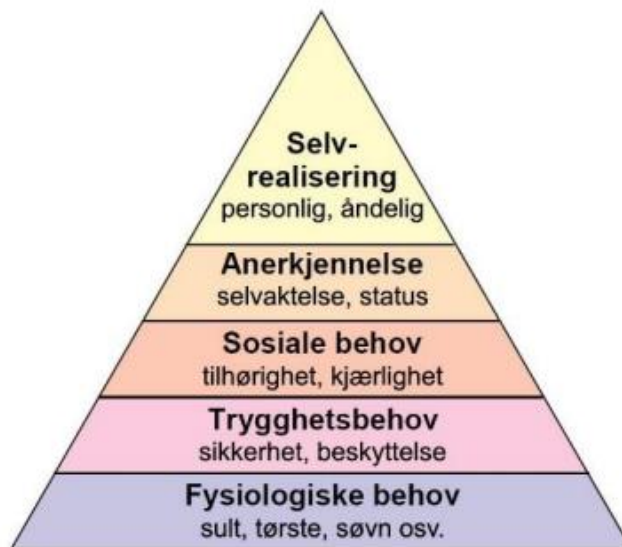 Selv-
realisering
personlig, åndelig
Anerkjennelse
selvaktelse, status
Sosiale behov
tilhørighet, kjærlighet
Trygghetsbehov
sikkerhet, beskyttelse
Fysiologiske behov
sult, tørste, søvn osv.